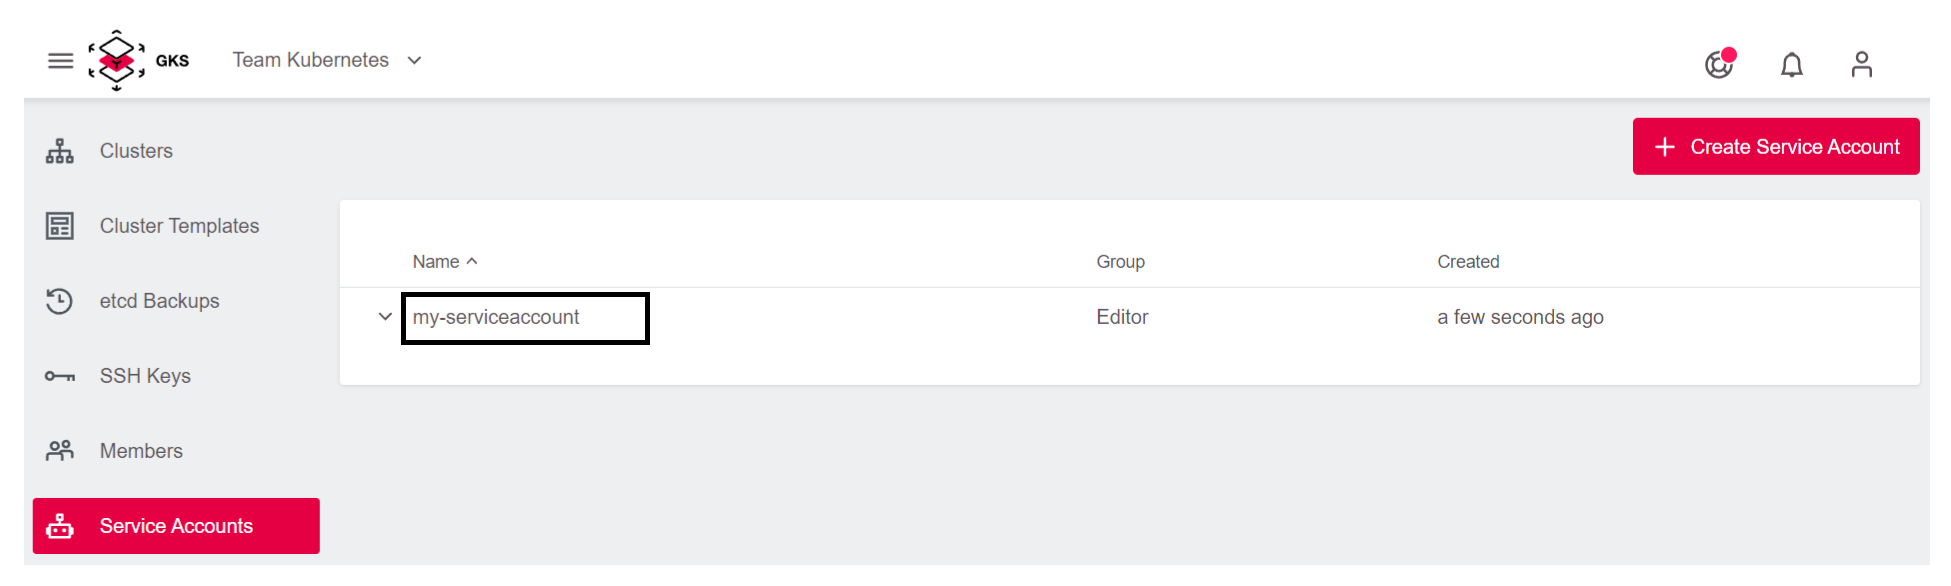 GKS
Team Kubernetes
Clusters
Create Service Account
Cluster Templates
Name
Group
Created
etcd Backups
my-serviceaccount
Editor
a few seconds ago
SSH Keys
Members
Service Accounts